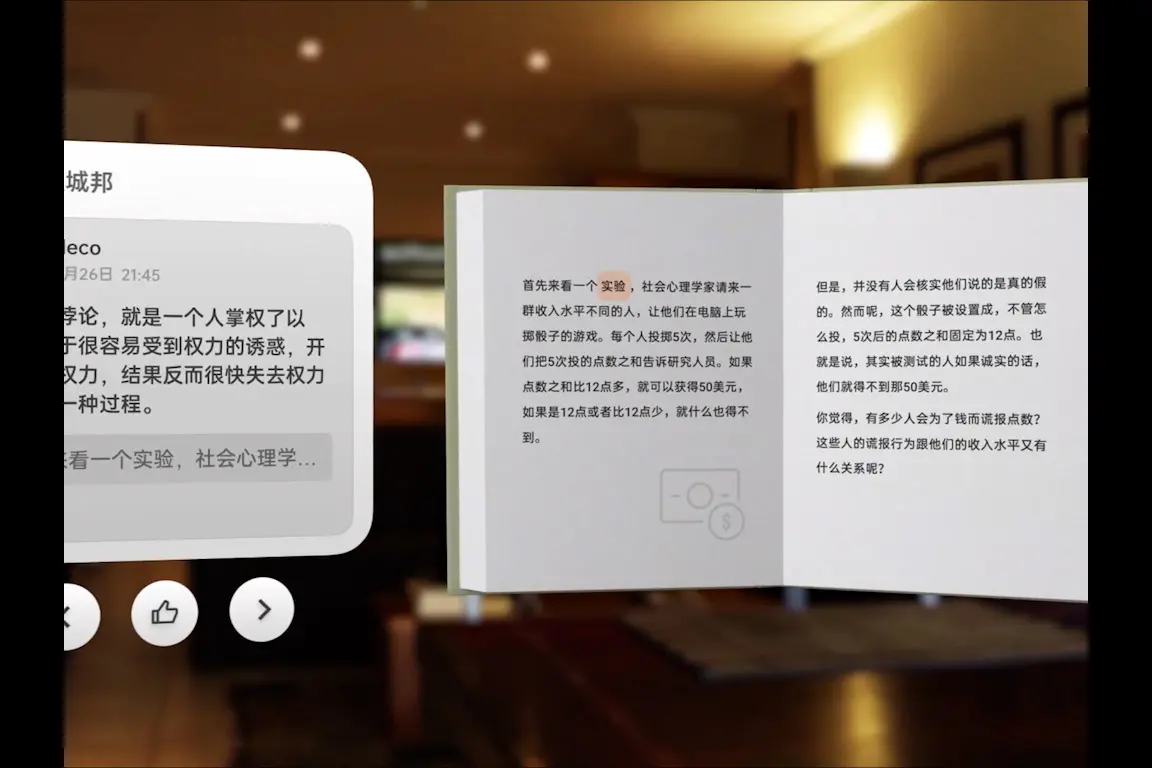 城邦
deco
月26日 21:45
悖论，就是一个人掌权了以
于很容易受到权力的诱惑，开
权力，结果反而很快失去权力
一种过程。
来看一个实验，社会心理学...
首先来看一个 实验 ，社会心理学家请来一
群收入水平不同的人，让他们在电脑上玩
掷骰子的游戏。每个人投掷5次，然后让他
们把5次投的点数之和告诉研究人员。如果
点数之和比12点多，就可以获得50美元，
如果是12点或者比12点少，就什么也得不
到。
$
但是，并没有人会核实他们说的是真的假
的。然而呢，这个骰子被设置成，不管怎
么投，5次后的点数之和固定为12点。也
就是说，其实被测试的人如果诚实的话，
他们就得不到那50美元。
你觉得，有多少人会为了钱而谎报点数？
这些人的谎报行为跟他们的收入水平又有
什么关系呢？